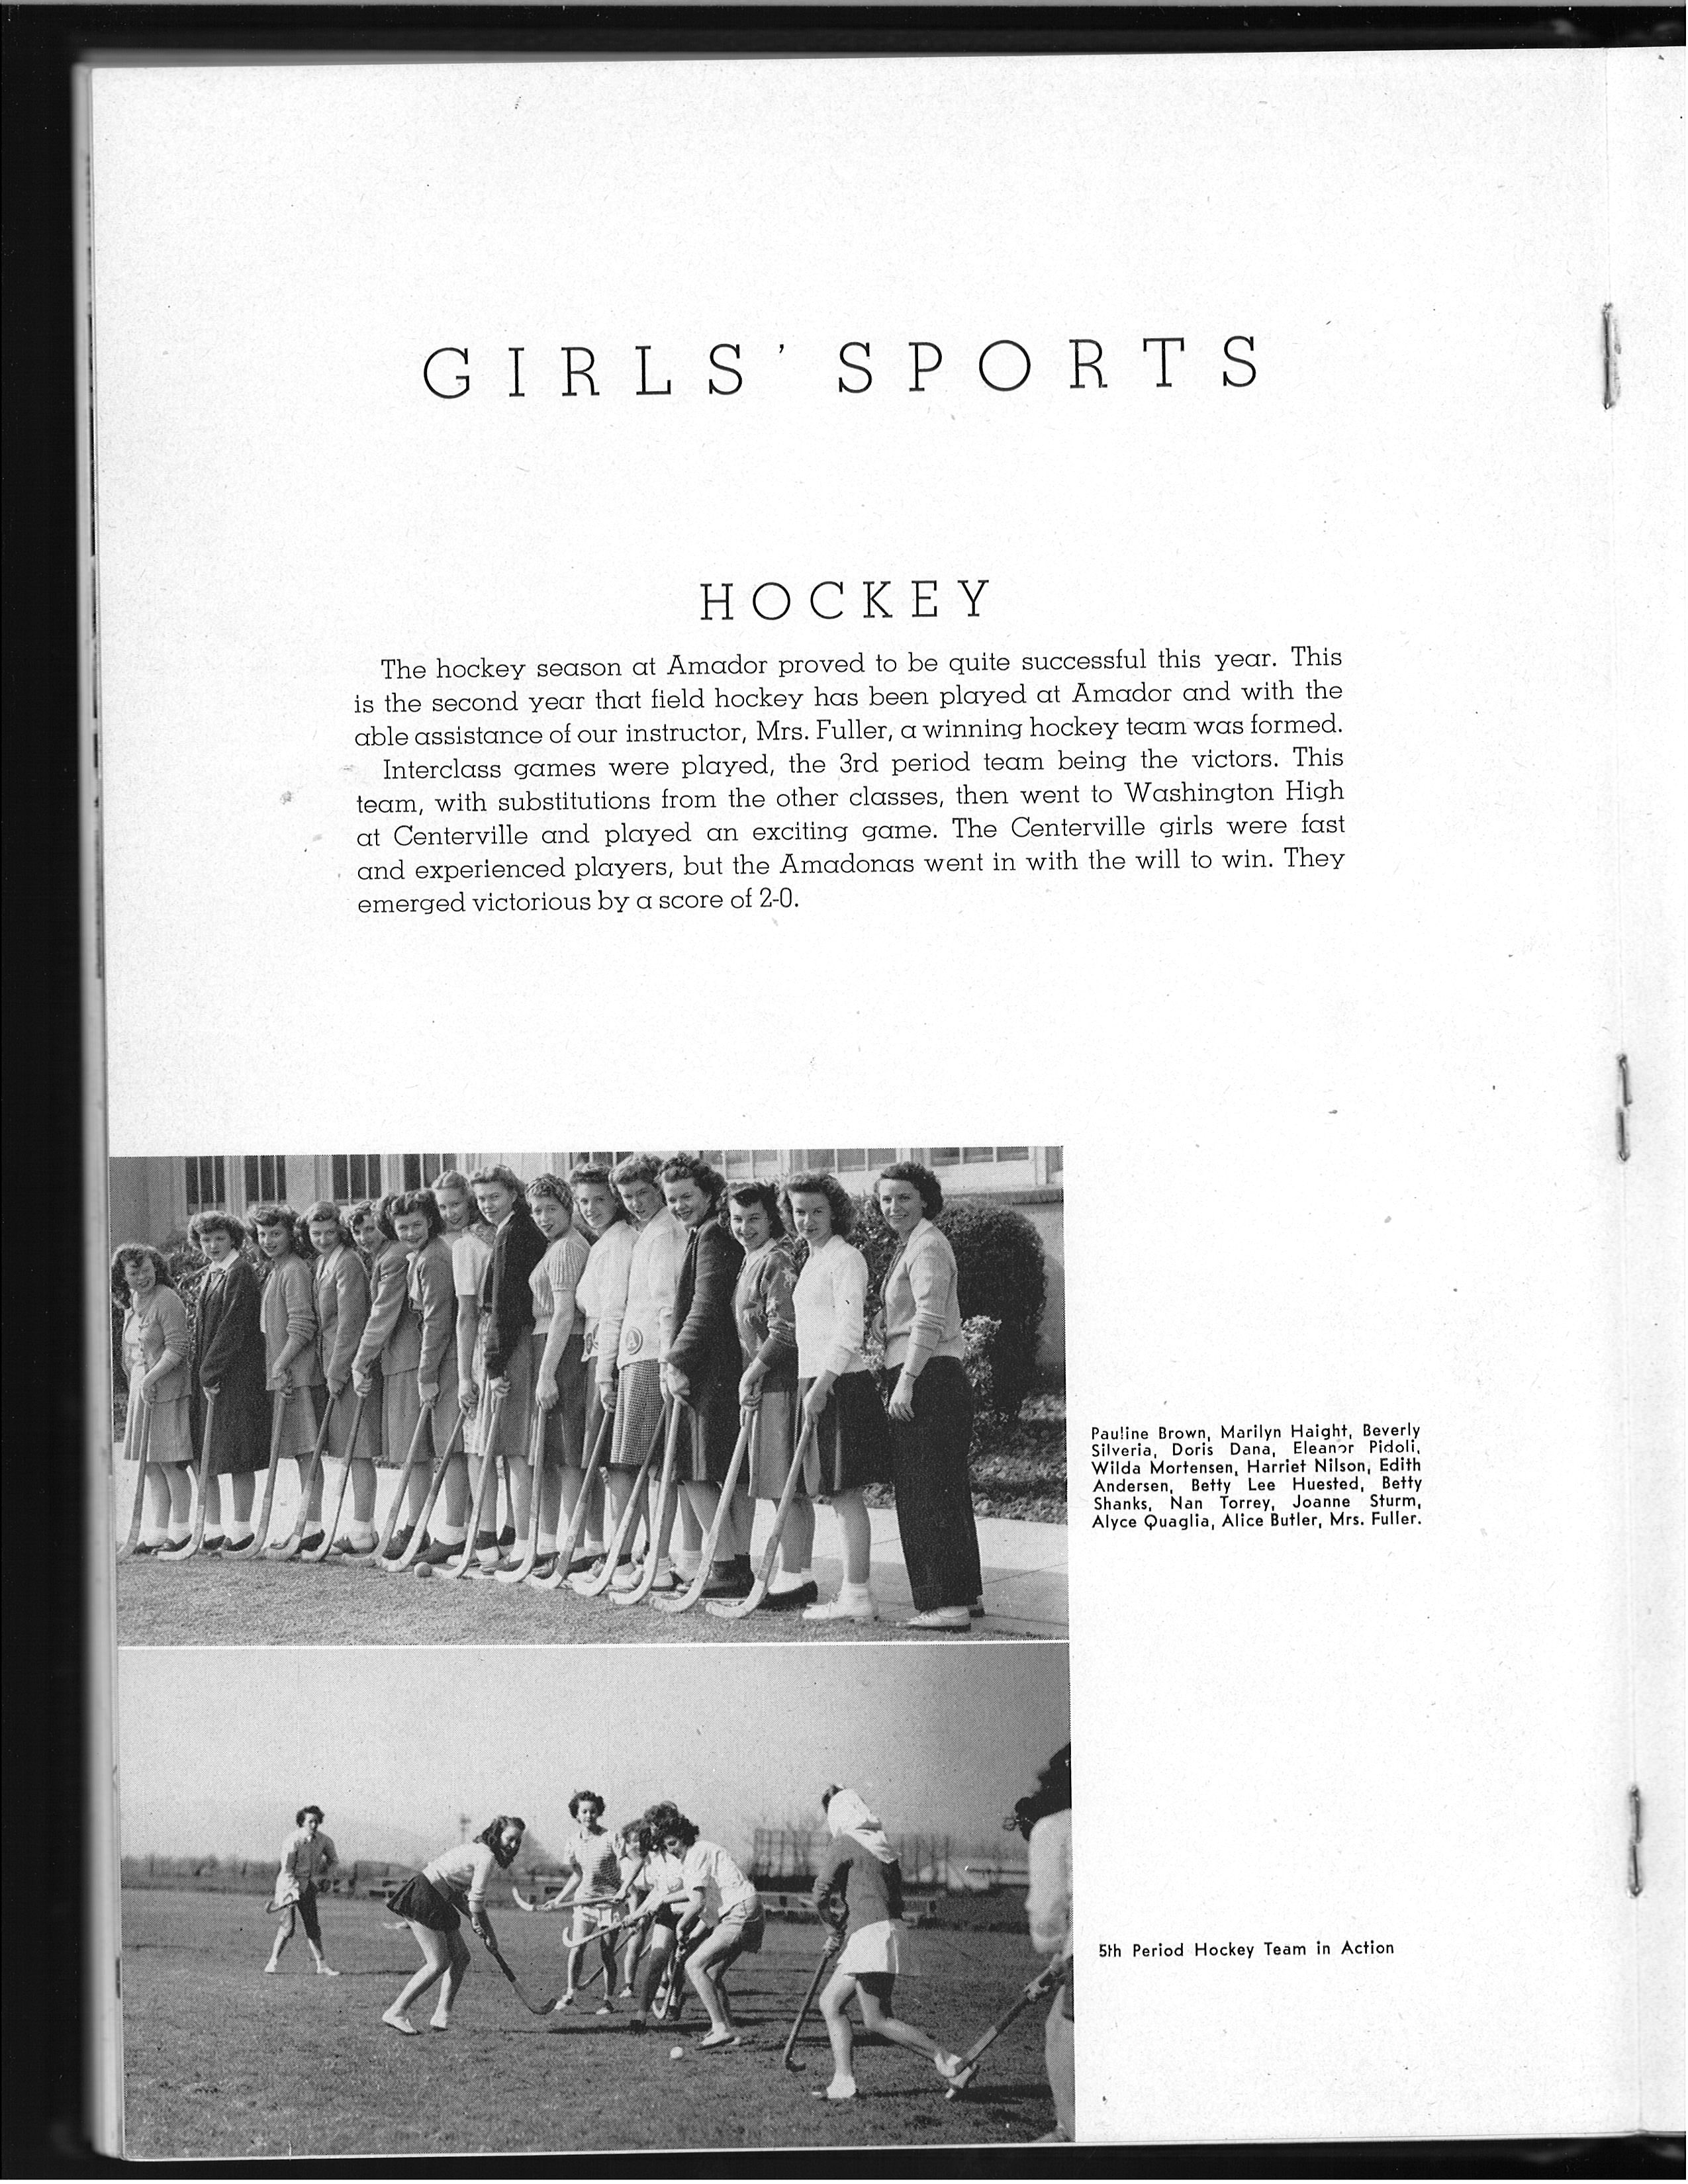 GIRLS' SPORTS
HOCKEY
The hockey season at Amador proved to be quite successful this year. This
is the second year that field hockey has been played at Amador and with the
able assistance of our instructor, Mrs. Fuller, a winning hockey team was formed.
Interclass games were played, the 3rd period team being the victors. This
team, with substitutions from the other classes, then went to Washington High
at Centerville and played an exciting game. The Centerville girls were fast
and experienced players, but the Amadonas went in with the will to win. They
emerged victorious by a score of 2-0.
Pauline Brown, Marilyn Haight, Beverly
Silveria, Doris Dana, Eleanor Pidoli,
Wilda Mortensen, Harriet Nilson, Edith
Andersen, Betty Lee Huested, Betty
Shanks, Nan Torrey, Joanne Sturm,
Alyce Quaglia, Alice Butler, Mrs. Fuller.
5th Period Hockey Team in Action